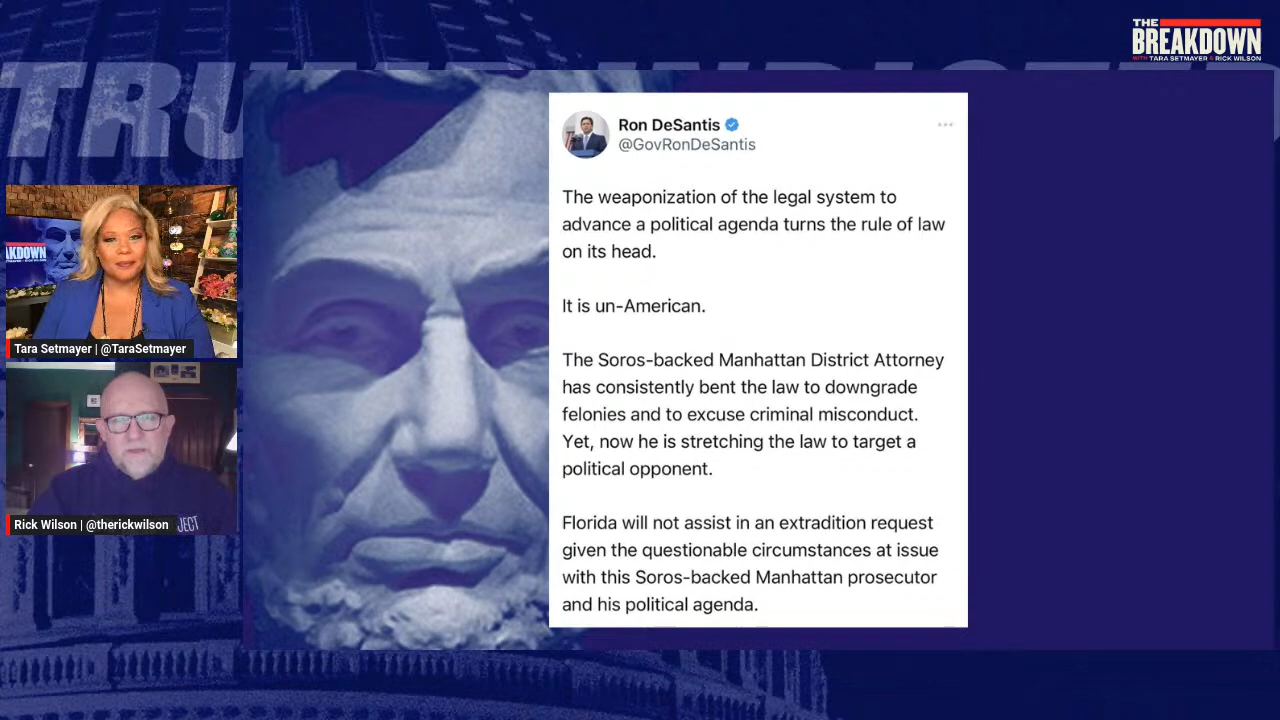 THE
BREAKDOWN
WITH TARA SETMAYER & RICK WILSON
Ron DeSantis
@GovRonDeSantis
The weaponization of the legal system to
advance a political agenda turns the rule of law
on its head.
It is un-American.
The Soros-backed Manhattan District Attorney
has consistently bent the law to downgrade
felonies and to excuse criminal misconduct.
Yet, now he is stretching the law to target a
political opponent.
Florida will not assist in an extradition request
given the questionable circumstances at issue
with this Soros-backed Manhattan prosecutor
and his political agenda.
AKDOWN
Tara Setmayer | @TaraSetmayer
JECT
Rick Wilson | @therickwilson